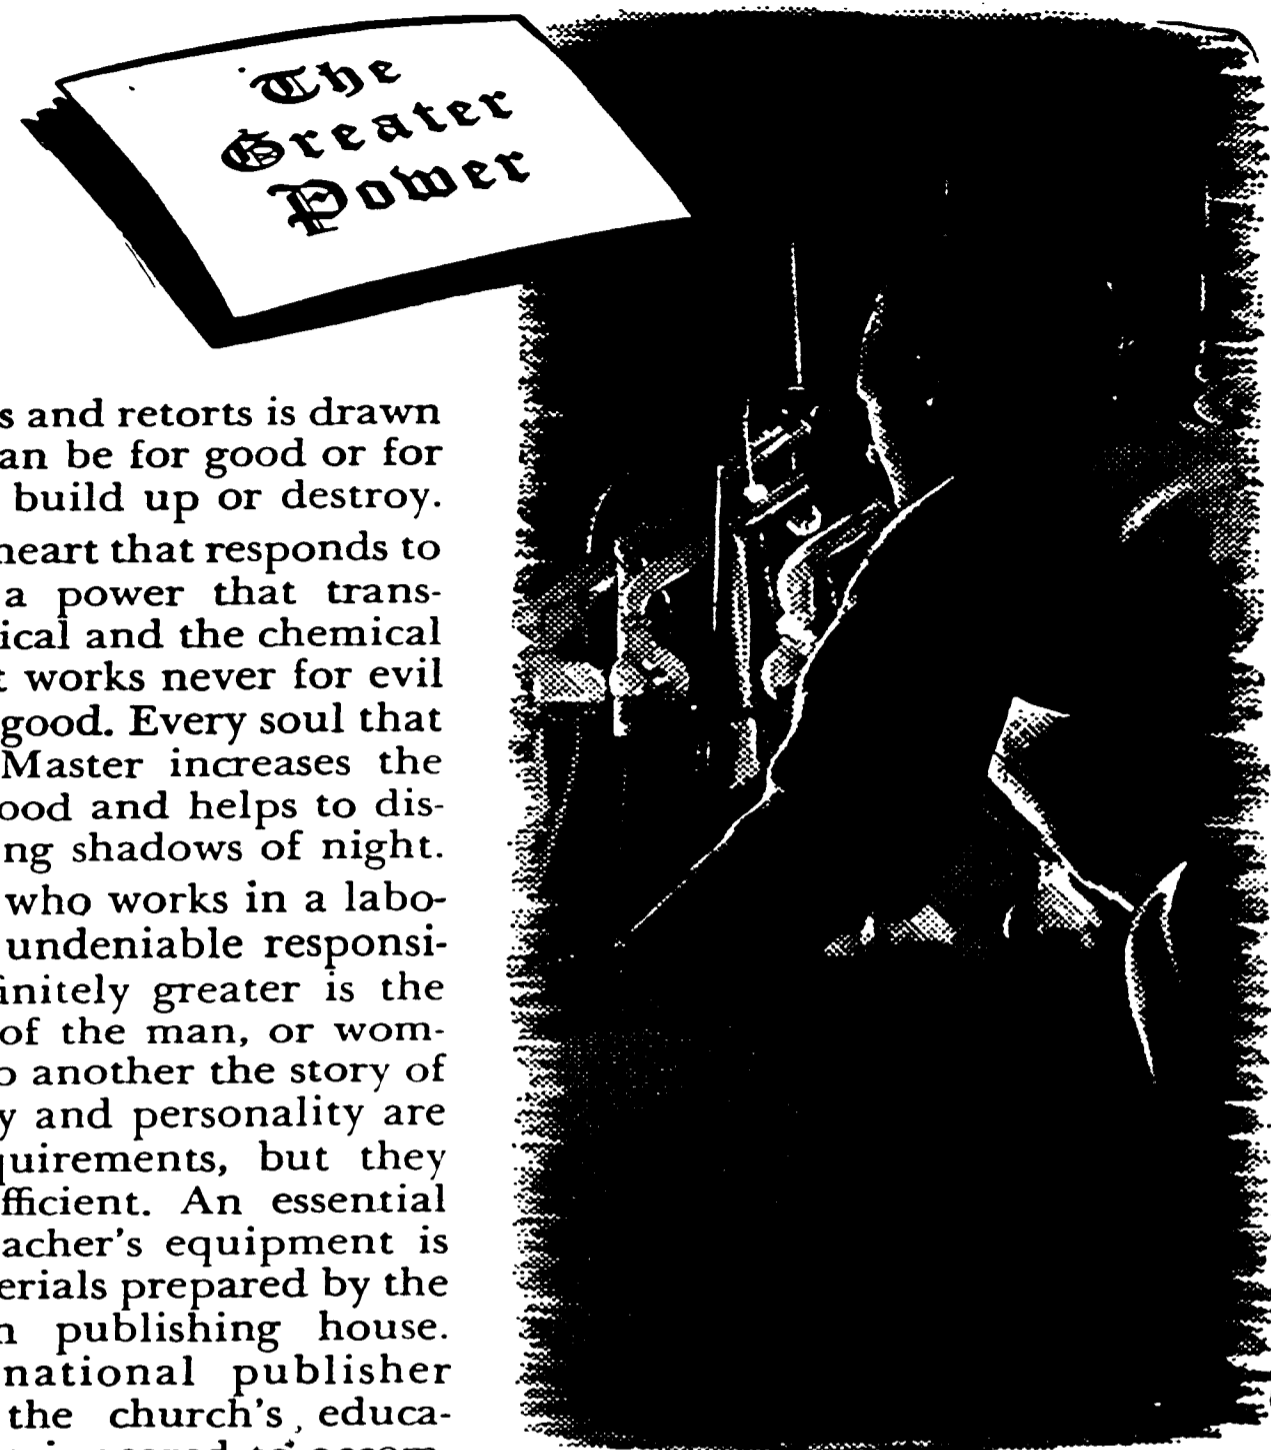 The
Greater
Power
s and retorts is drawn
an be for good or for
build up or destroy.
heart that responds to
a power that trans-
ical and the chemical
t works never for evil
good. Every soul that
Master increases the
ood and helps to dis-
ng shadows of night.
who works in a labo-
undeniable responsi-
finitely greater is the
of the man, or wom-
o another the story of
y and personality are
quirements, but they
fficient. An essential
acher's equipment is
erials prepared by the
n publishing house.
national publisher
the church's, educa-